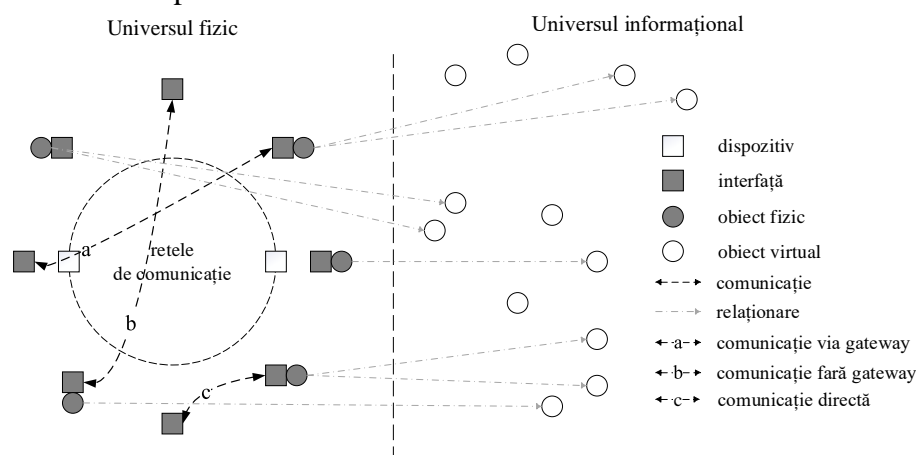 Universul fizic
Universul informațional
a
retele
de comunicație
b
c
dispozitiv
interfață
obiect fizic
obiect virtual
comunicație
relaționare
a comunicație via gateway
b comunicație fară gateway
c comunicație directă